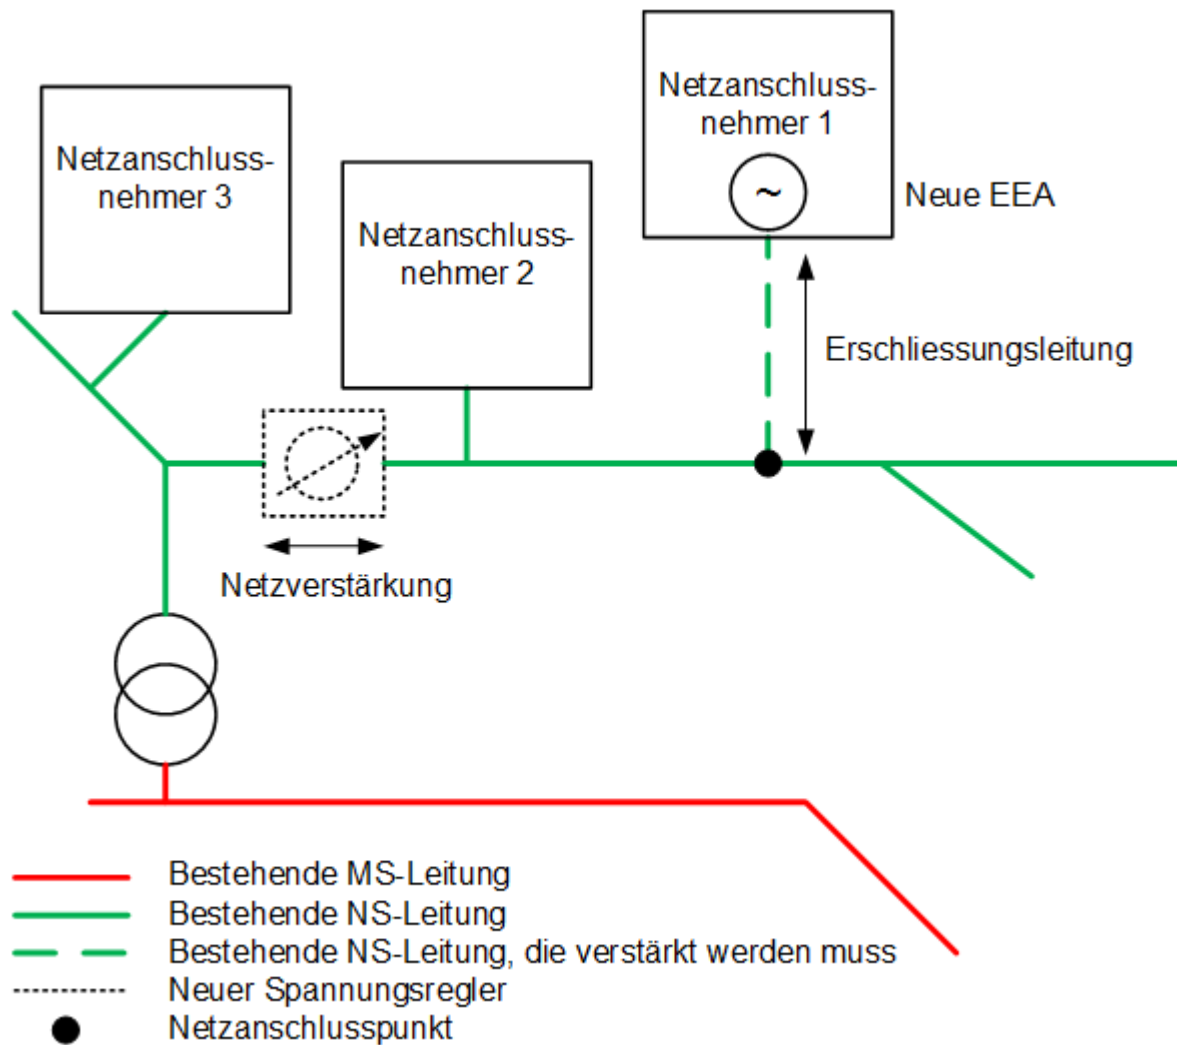 Netzanschluss-
nehmer 1
~
Neue EEA
Netzanschluss-
nehmer 3
Netzanschluss-
nehmer 2
Erschliessungsleitung
Netzverstärkung
Bestehende MS-Leitung
Bestehende NS-Leitung
Bestehende NS-Leitung, die verstärkt werden muss
Neuer Spannungsregler
Netzanschlusspunkt